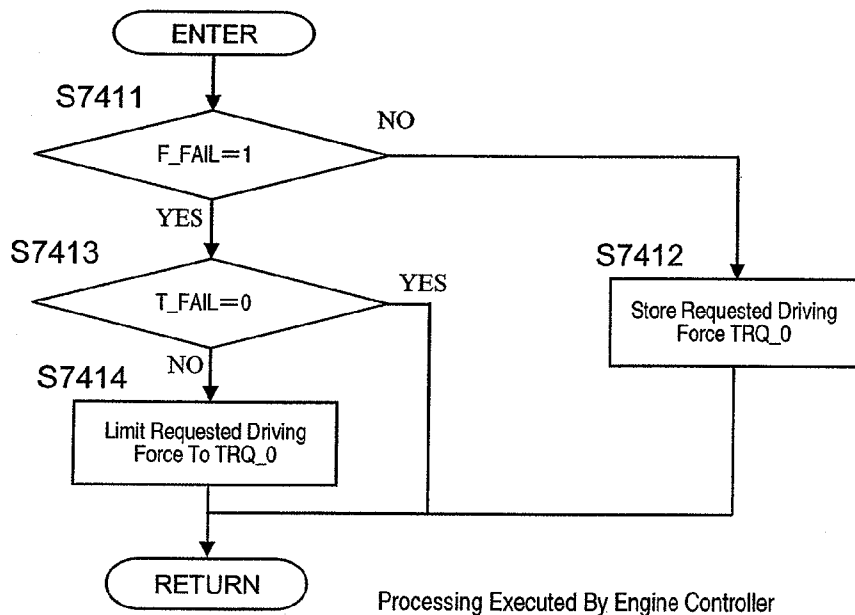 ENTER
S7411
F_FAIL=1
NO
YES
S7413
T_FAIL=0
YES
S7412
Store Requested Driving
Force TRQ_0
NO
S7414
Limit Requested Driving
Force To TRQ_0
RETURN
Processing Executed By Engine Controller